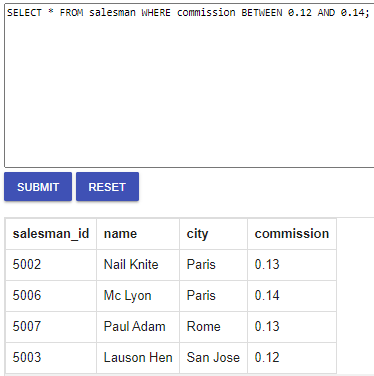 SELECT * FROM salesman WHERE commission BETWEEN 0.12 AND 0.14;
SUBMIT RESET
salesman_id name city commission
5002 Nail Knite Paris 0.13
5006 Mc Lyon Paris 0.14
5007 Paul Adam Rome 0.13
5003 Lauson Hen San Jose 0.12